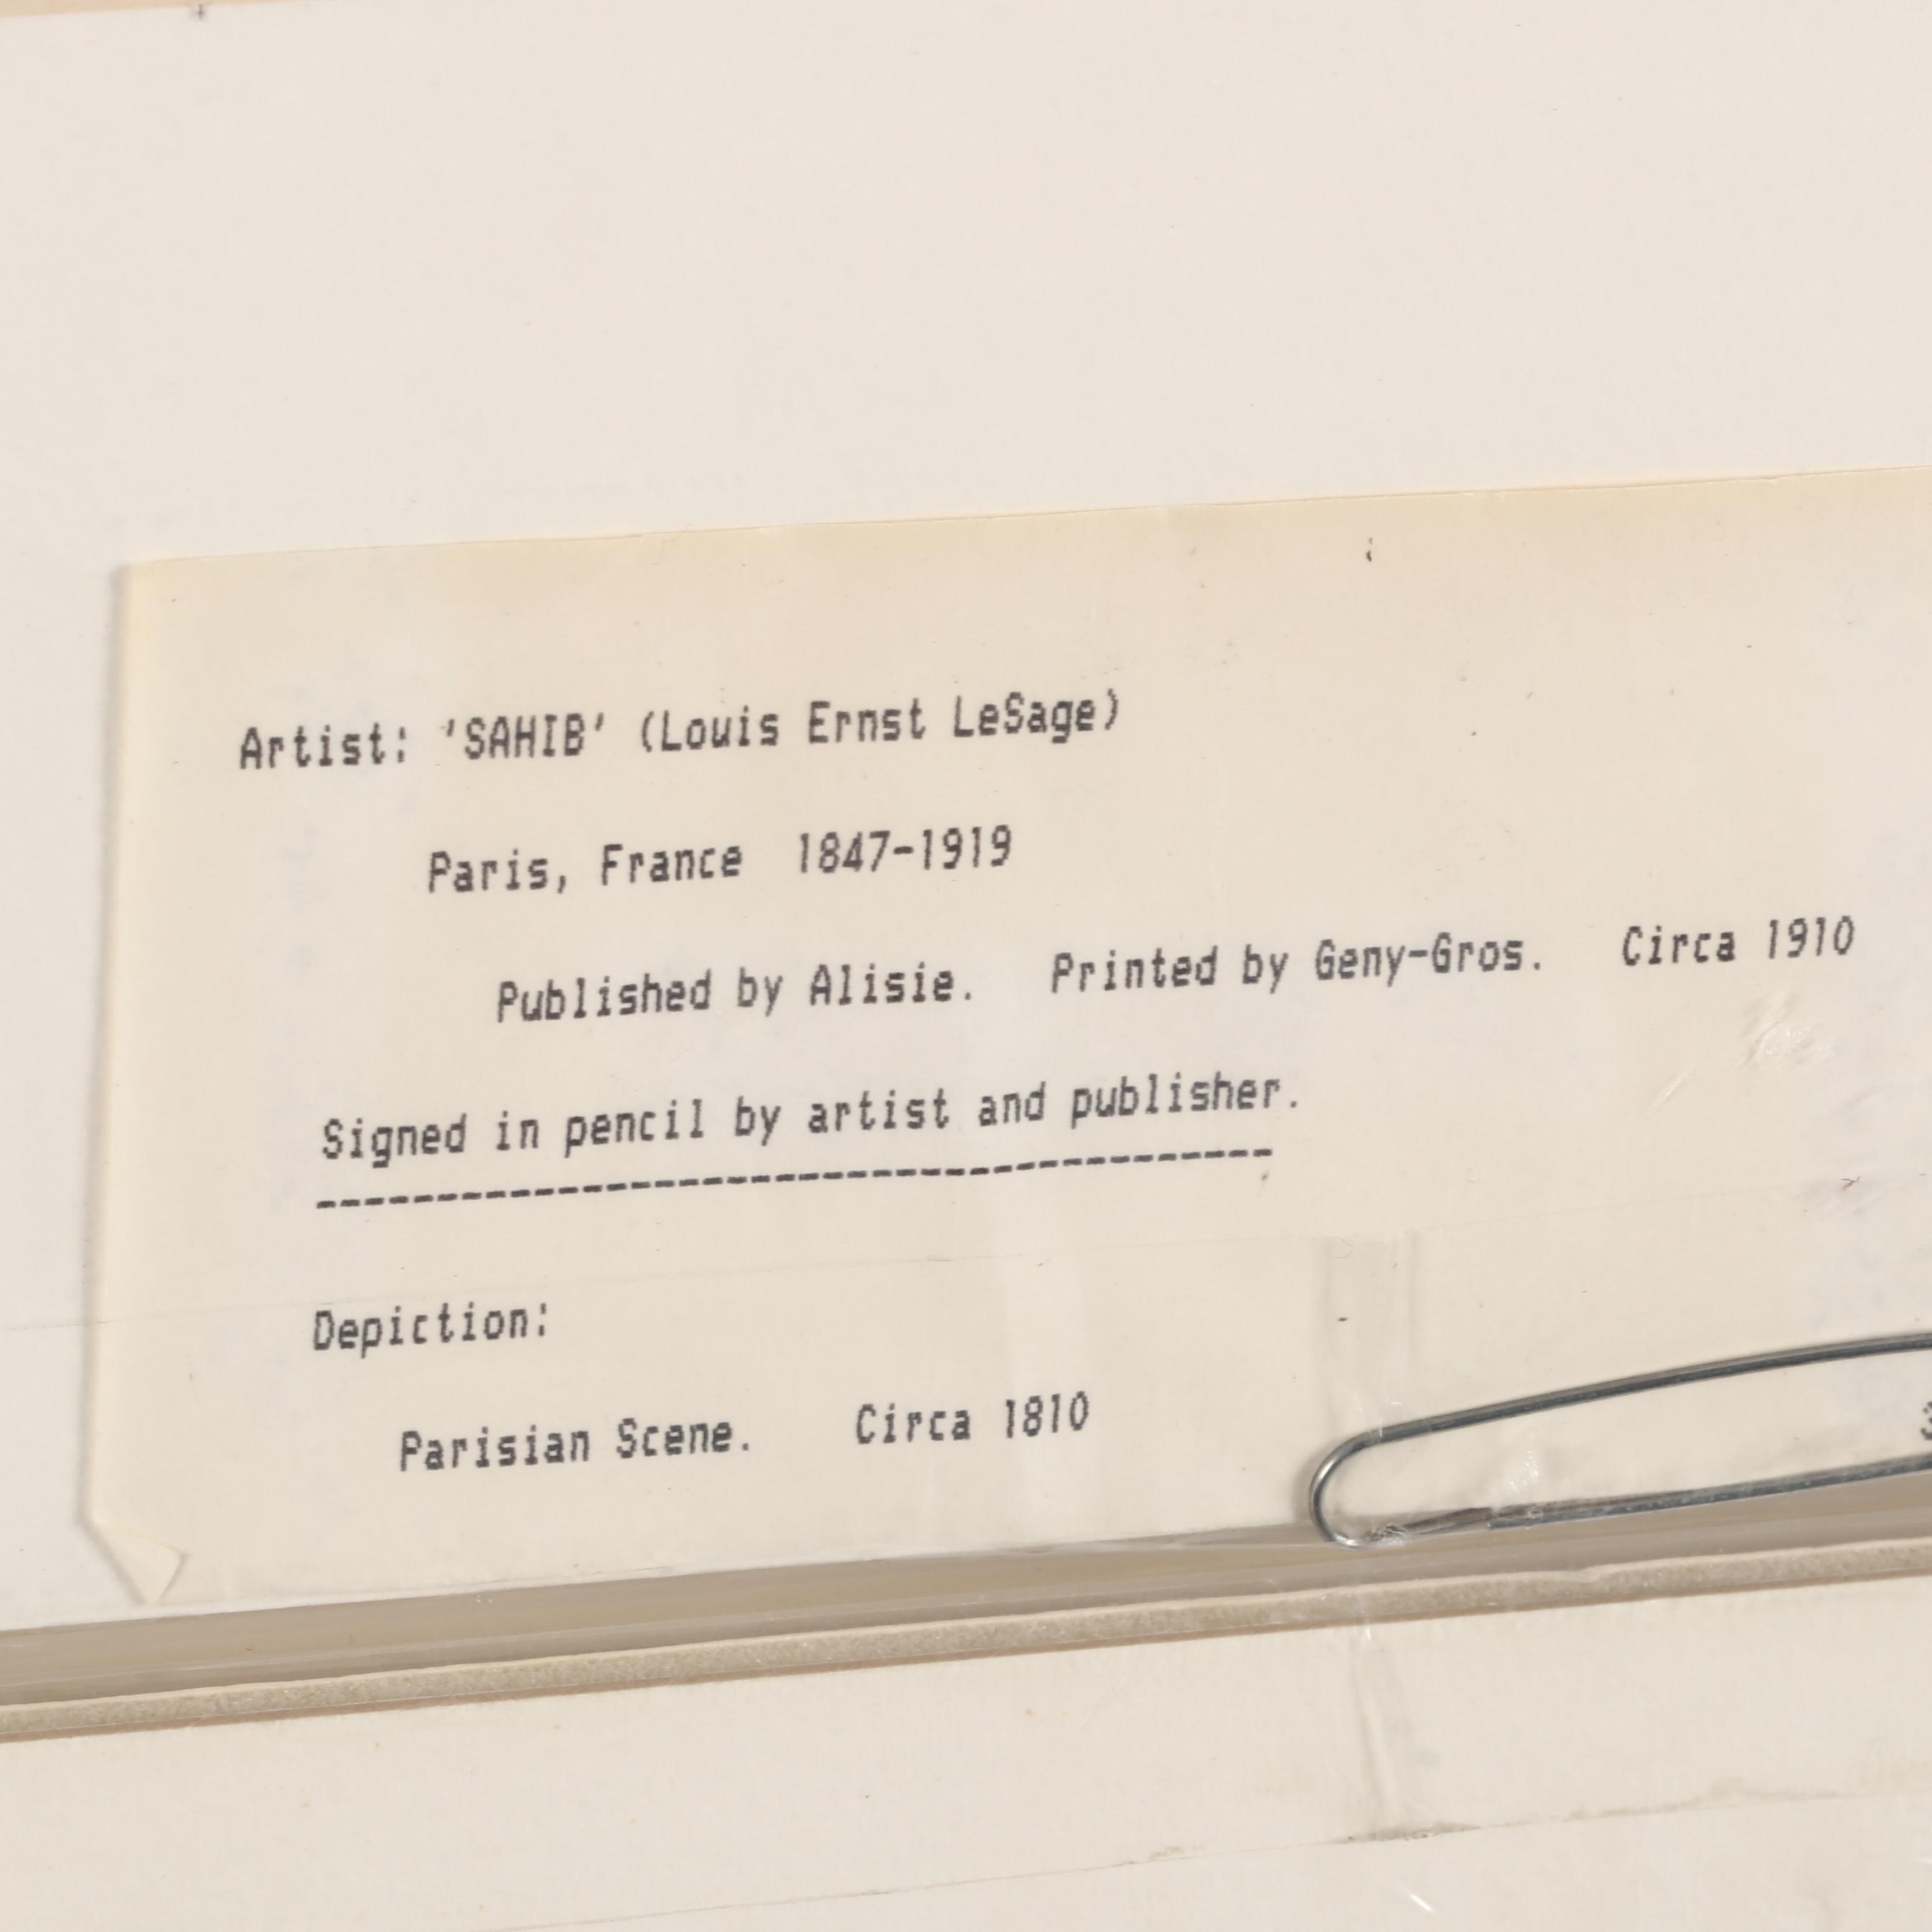 Artist: 'SAHIB' (Louis Ernst LeSage)
Paris, France 1847-1919
Published by Alisie. Printed by Geny-Gros. Circa 1910
Signed in pencil by artist and publisher.
----------------------------------------
Depiction:
Parisian Scene. Circa 1810